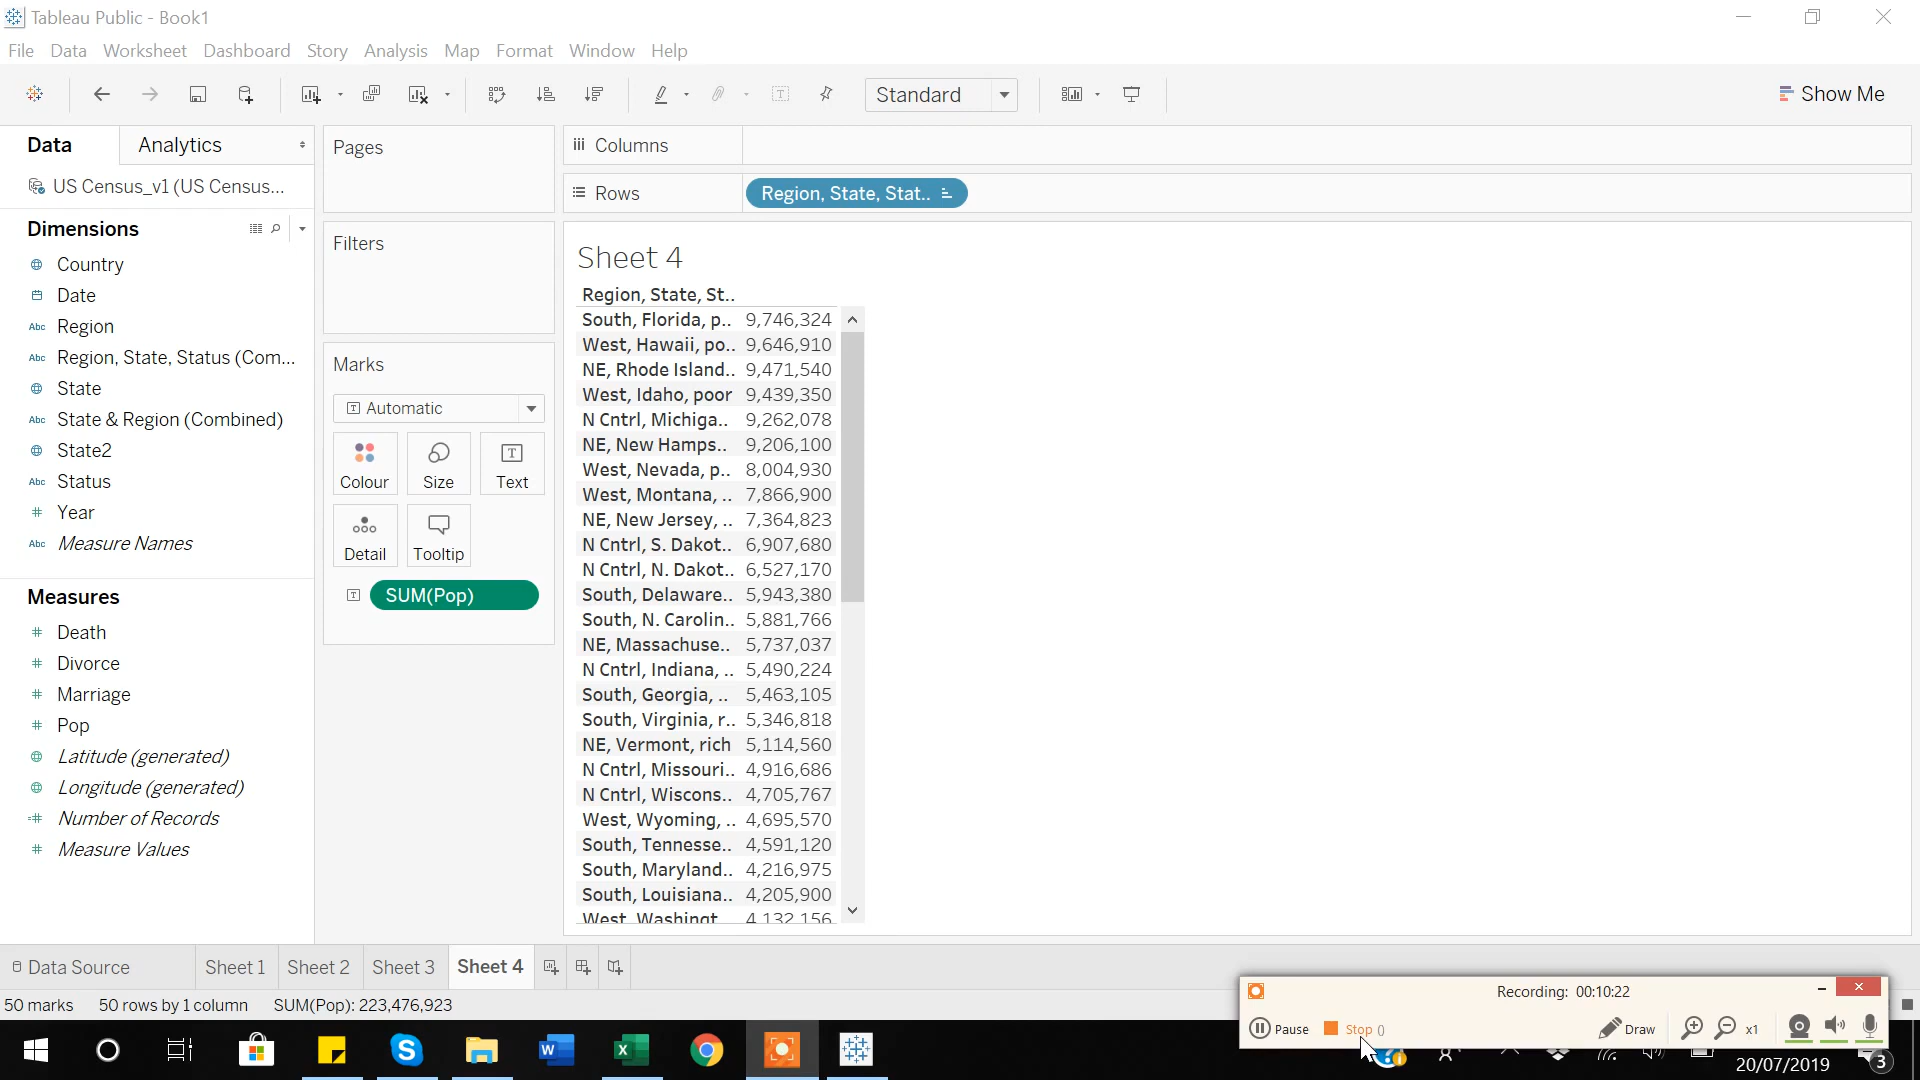 Tableau Public - Book1
File Data Worksheet Dashboard Story Analysis Map Format Window Help
Standard
Show Me
Data
Analytics
US Census_v1 (US Census...
Dimensions
Country
Date
Abc Region
Abc Region, State, Status (Com...
State
Abc State & Region (Combined)
State2
Abc Status
# Year
Abc Measure Names
Measures
# Death
# Divorce
# Marriage
# Pop
Latitude (generated)
Longitude (generated)
=# Number of Records
# Measure Values
Pages
Filters
Marks
T Automatic
Colour
Size
T Text
Detail
Tooltip
T SUM(Pop)
iii Columns
Rows
Region, State, Stat..
Sheet 4
Region, State, St..
South, Florida, p.. 9,746,324
West, Hawaii, po.. 9,646,910
NE, Rhode Island.. 9,471,540
West, Idaho, poor 9,439,350
N Cntrl, Michiga.. 9,262,078
NE, New Hamps.. 9,206,100
West, Nevada, p.. 8,004,930
West, Montana, .. 7,866,900
NE, New Jersey, .. 7,364,823
N Cntrl, S. Dakot.. 6,907,680
N Cntrl, N. Dakot.. 6,527,170
South, Delaware.. 5,943,380
South, N. Carolin.. 5,881,766
NE, Massachuse.. 5,737,037
N Cntrl, Indiana, .. 5,490,224
South, Georgia, .. 5,463,105
South, Virginia, r.. 5,346,818
NE, Vermont, rich 5,114,560
N Cntrl, Missouri.. 4,916,686
N Cntrl, Wiscons.. 4,705,767
West, Wyoming, .. 4,695,570
South, Tennesse.. 4,591,120
South, Maryland.. 4,216,975
South, Louisiana.. 4,205,900
West, Washingt 4,132,156
Data Source
Sheet 1
Sheet 2
Sheet 3
Sheet 4
50 marks 50 rows by 1 column SUM(Pop): 223,476,923
Recording: 00:10:22
Pause
Stop ()
Draw
x1
20/07/2019
3